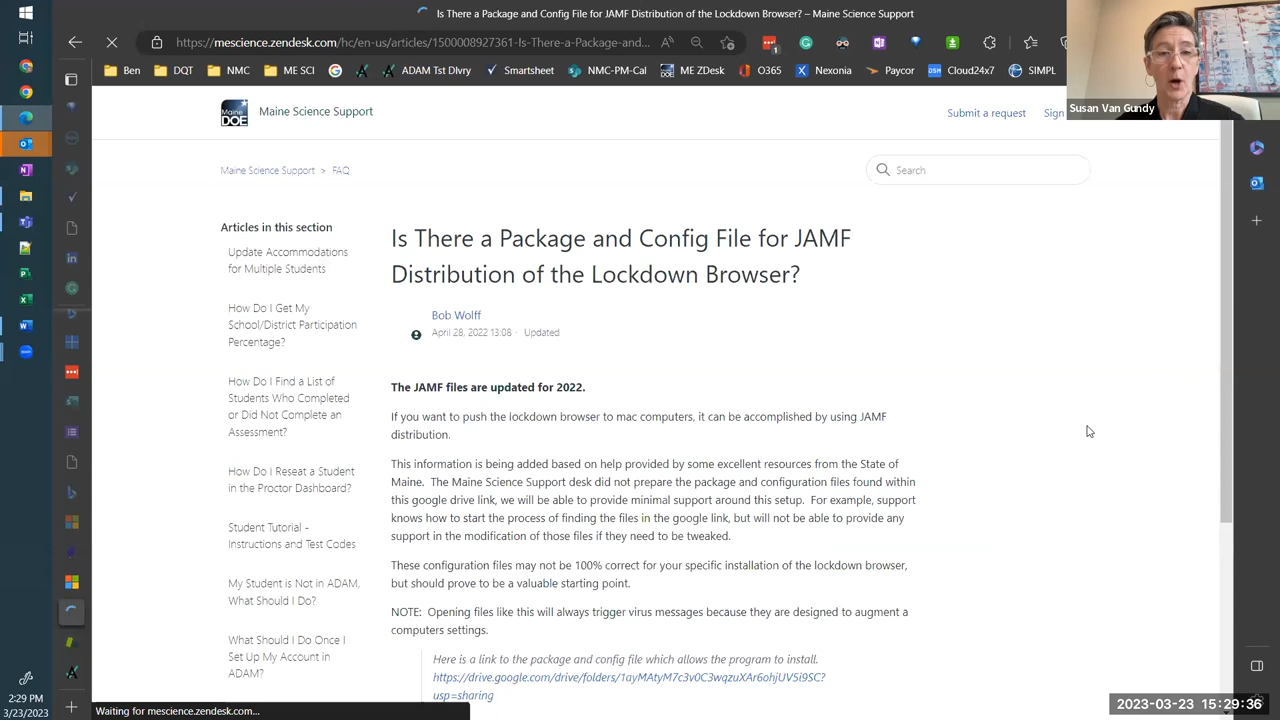 Is There a Package and Config File for JAMF Distribution of the Lockdown Browser? – Maine Science Support
https://mescience.zendesk.com/hc/en-us/articles/1500008927361-Is-There-a-Package-and...
Ben
DQT
NMC
ME SCI
ADAM Tst Dlvry
Smartsheet
NMC-PM-Cal
ME ZDesk
O365
Nexonia
Paycor
Cloud24x7
SIMPL
Susan Van Gundy
Maine DOE
Maine Science Support
Submit a request
Sign
Maine Science Support > FAQ
Search
Articles in this section
Update Accommodations
for Multiple Students
How Do I Get My
School/District Participation
Percentage?
How Do I Find a List of
Students Who Completed
or Did Not Complete an
Assessment?
How Do I Reseat a Student
in the Proctor Dashboard?
Student Tutorial -
Instructions and Test Codes
My Student is Not in ADAM,
What Should I Do?
What Should I Do Once I
Set Up My Account in
ADAM?
Is There a Package and Config File for JAMF
Distribution of the Lockdown Browser?
Bob Wolff
April 28, 2022 13:08 · Updated
The JAMF files are updated for 2022.
If you want to push the lockdown browser to mac computers, it can be accomplished by using JAMF
distribution.
This information is being added based on help provided by some excellent resources from the State of
Maine. The Maine Science Support desk did not prepare the package and configuration files found within
this google drive link, we will be able to provide minimal support around this setup. For example, support
knows how to start the process of finding the files in the google link, but will not be able to provide any
support in the modification of those files if they need to be tweaked.
These configuration files may not be 100% correct for your specific installation of the lockdown browser,
but should prove to be a valuable starting point.
NOTE: Opening files like this will always trigger virus messages because they are designed to augment a
computers settings.
Here is a link to the package and config file which allows the program to install.
https://drive.google.com/drive/folders/1ayMAtyM7c3v0C3wqzuXAr6ohjUV5i9SC?
usp=sharing
Waiting for mescience.zendesk.com...
2:29 PM
3/23/2023
2023-03-23 15:29:36